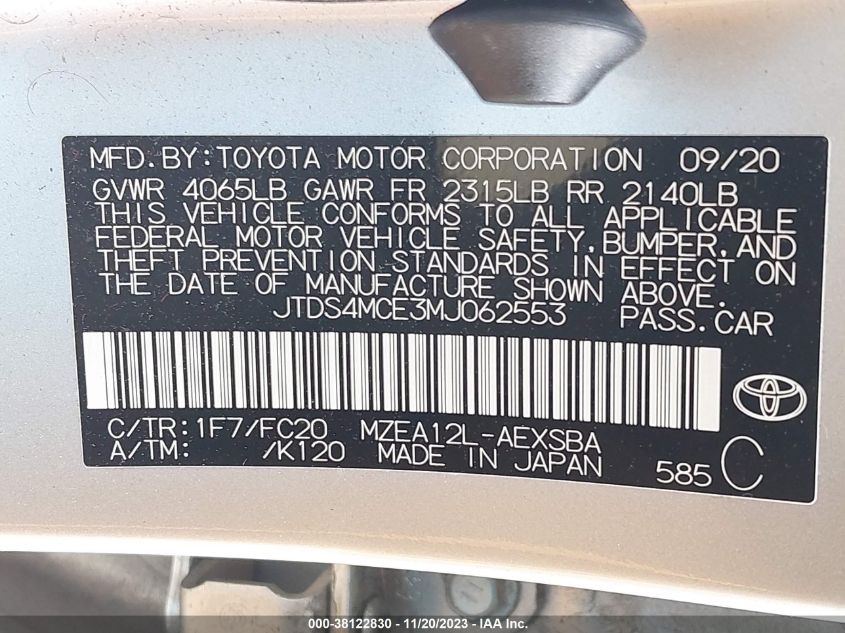 MFD. BY: TOYOTA MOTOR CORPORATION 09/20
GVWR 4065LB GAWR FR 2315LB RR 2140LB
THIS VEHICLE CONFORMS TO ALL APPLICABLE
FEDERAL MOTOR VEHICLE SAFETY, BUMPER, AND
THEFT PREVENTION STANDARDS IN EFFECT ON
THE DATE OF MANUFACTURE SHOWN ABOVE.
JTDS4MCE3MJ062553 PASS. CAR
C/TR: 1F7/FC20 MZEA12L-AEXSBA
A/TM: /K120 MADE IN JAPAN 585 C
000-38122830 - 11/20/2023 - IAA Inc.